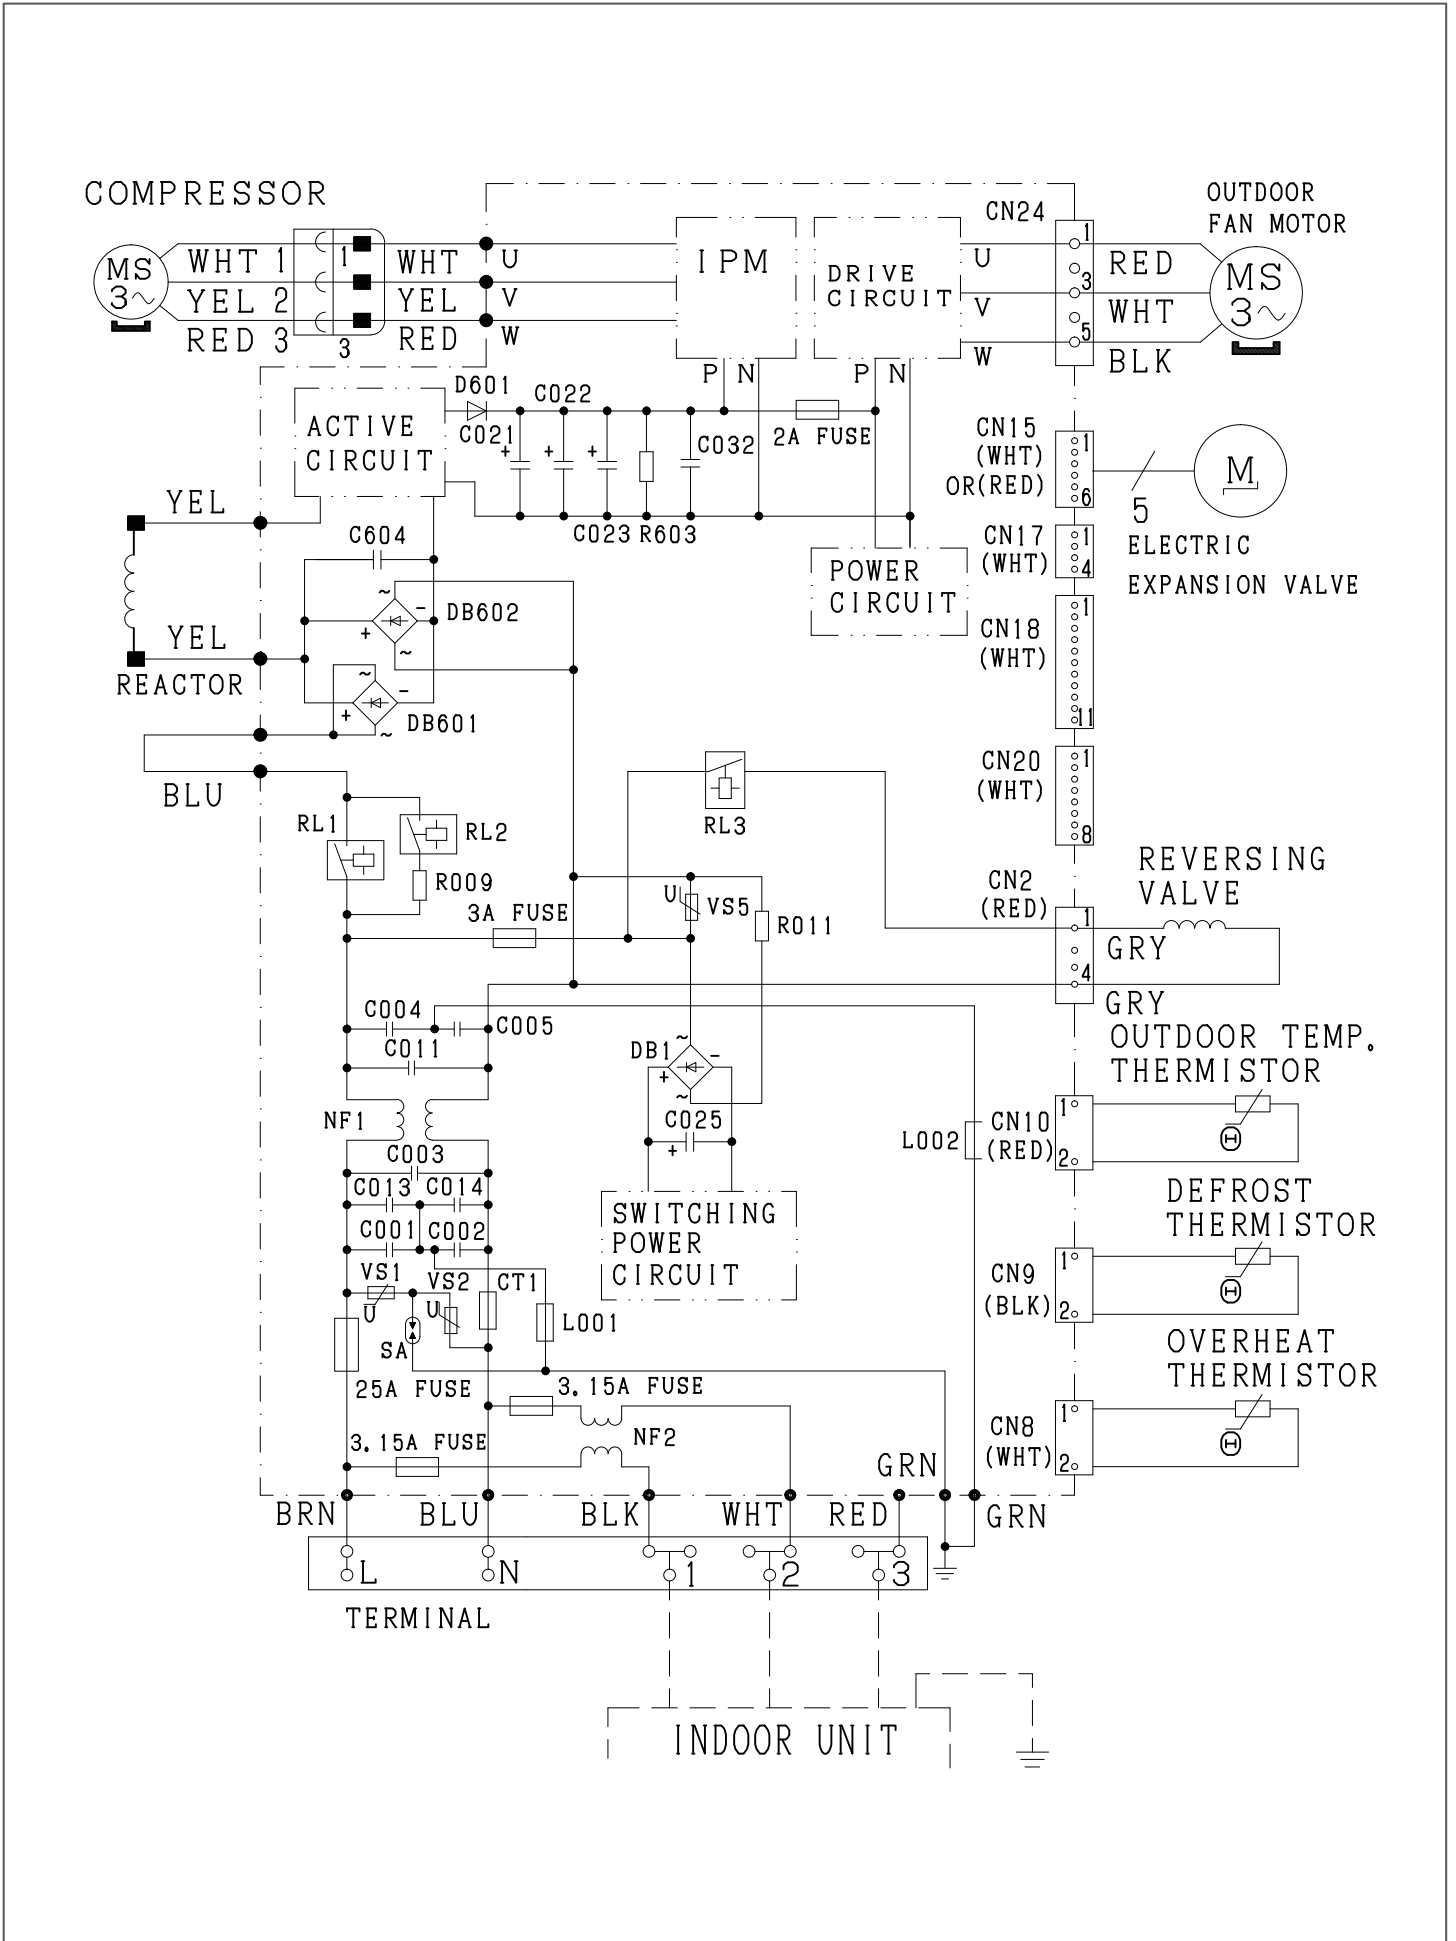 COMPRESSOR
MS
3~
WHT 1
YEL 2
RED 3
1
3
WHT
YEL
RED
U
V
W
IPM
P N
DRIVE
CIRCUIT
P N
U
V
W
CN24
1
3
5
RED
WHT
BLK
OUTDOOR
FAN MOTOR
MS
3~
D601
C021
C022
+
+
+
C032
2A FUSE
C023 R603
ACTIVE
CIRCUIT
CN15
(WHT)
OR(RED)
1
6
5
M
ELECTRIC
EXPANSION VALVE
CN17
(WHT)
1
4
POWER
CIRCUIT
CN18
(WHT)
1
11
CN20
(WHT)
1
8
YEL
YEL
REACTOR
C604
~
-
+
~
DB602
~
-
+
~
DB601
BLU
RL1
RL2
R009
RL3
3A FUSE
U
VS5
R011
CN2
(RED)
1
4
REVERSING
VALVE
GRY
GRY
C004
C005
C011
DB1
~
-
+
~
C025
+
NF1
C003
C013 C014
C001 C002
VS1
U
VS2
U
CT1
SA
L001
L002
SWITCHING
POWER
CIRCUIT
OUTDOOR TEMP.
THERMISTOR
CN10
(RED)
1
2
Θ
DEFROST
THERMISTOR
CN9
(BLK)
1
2
Θ
OVERHEAT
THERMISTOR
CN8
(WHT)
1
2
Θ
25A FUSE
3.15A FUSE
3.15A FUSE
NF2
GRN
BRN
BLU
BLK
WHT
RED
GRN
L
N
1
2
3
TERMINAL
INDOOR UNIT